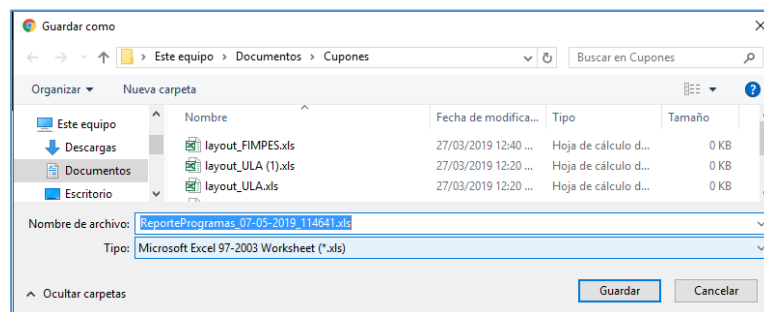 Guardar como
Este equipo > Documentos > Cupones
Buscar en Cupones
Organizar
Nueva carpeta
Este equipo
Descargas
Documentos
Escritorio
Nombre Fecha de modifica... Tipo Tamaño
layout_FIMPES.xls 27/03/2019 12:40 ... Hoja de cálculo d... 0 KB
layout_ULA (1).xls 27/03/2019 12:20 ... Hoja de cálculo d... 0 KB
layout_ULA.xls 27/03/2019 12:20 ... Hoja de cálculo d... 0 KB
Nombre de archivo: ReporteProgramas_07-05-2019_114641.xls
Tipo: Microsoft Excel 97-2003 Worksheet (*.xls)
Ocultar carpetas
Guardar
Cancelar